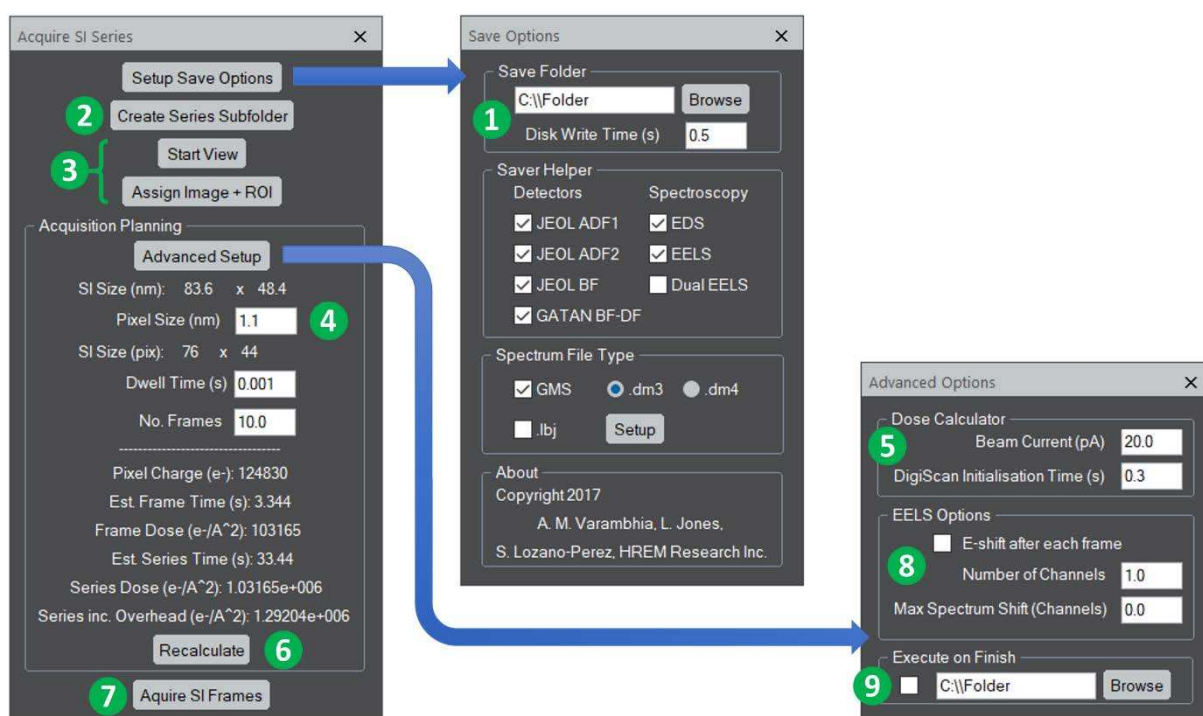 Acquire SI Series
Setup Save Options
2 Create Series Subfolder
3 Start View
Assign Image + ROI
Acquisition Planning
Advanced Setup
SI Size (nm): 83.6 x 48.4
Pixel Size (nm) 1.1 4
SI Size (pix): 76 x 44
Dwell Time (s) 0.001
No. Frames 10.0
----------------------------------
Pixel Charge (e-): 124830
Est. Frame Time (s): 3.344
Frame Dose (e-/A^2): 103165
Est. Series Time (s): 33.44
Series Dose (e-/A^2): 1.03165e+006
Series inc. Overhead (e-/A^2): 1.29204e+006
Recalculate 6
7 Aquire SI Frames
Save Options
Save Folder
1 C:\\Folder Browse
Disk Write Time (s) 0.5
Saver Helper
Detectors Spectroscopy
JEOL ADF1 EDS
JEOL ADF2 EELS
JEOL BF Dual EELS
GATAN BF-DF
Spectrum File Type
GMS .dm3 .dm4
.lbj Setup
About
Copyright 2017
A. M. Varambhia, L. Jones,
S. Lozano-Perez, HREM Research Inc.
Advanced Options
Dose Calculator
5 Beam Current (pA) 20.0
DigiScan Initialisation Time (s) 0.3
EELS Options
E-shift after each frame
8 Number of Channels 1.0
Max Spectrum Shift (Channels) 0.0
Execute on Finish
9 C:\\Folder Browse